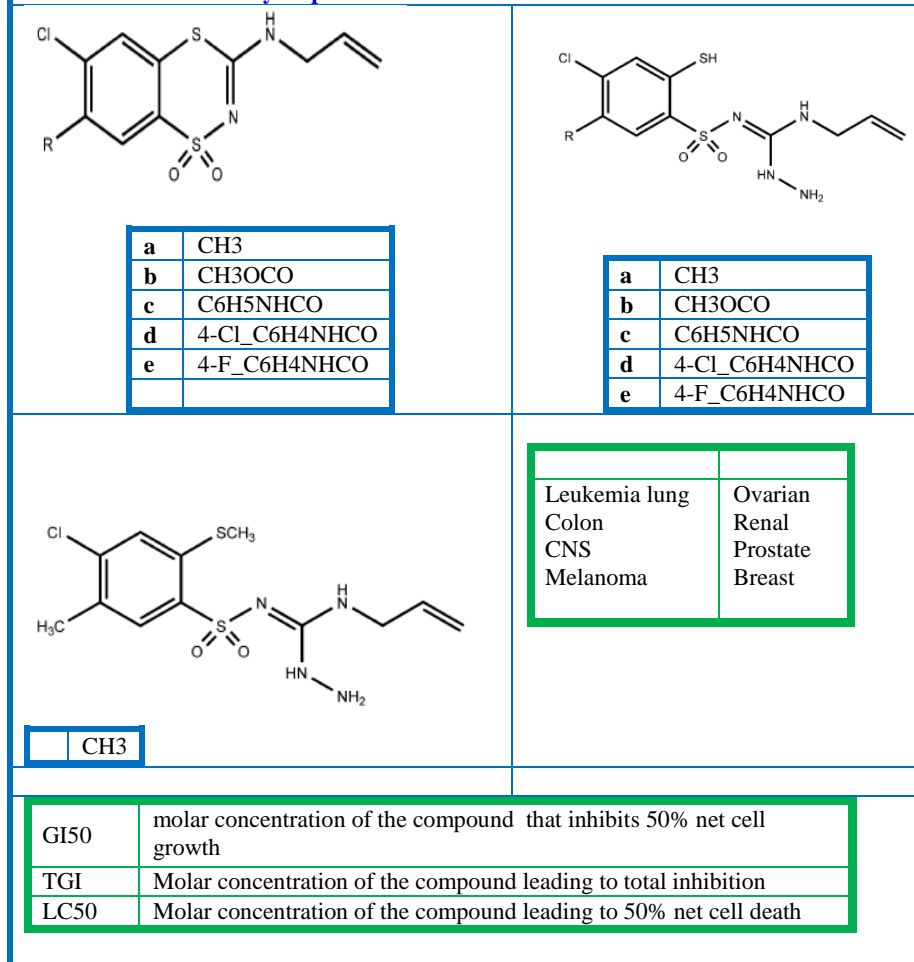 Cl
S
H
N
N
R
S
O O
a CH3
b CH3OCO
c C6H5NHCO
d 4-Cl_C6H4NHCO
e 4-F_C6H4NHCO
Cl
SH
R
S
N
H
N
O O
HN
NH2
a CH3
b CH3OCO
c C6H5NHCO
d 4-Cl_C6H4NHCO
e 4-F_C6H4NHCO
Cl
SCH3
H3C
S
N
H
N
O O
HN
NH2
CH3
Leukemia lung Ovarian
Colon Renal
CNS Prostate
Melanoma Breast
GI50 molar concentration of the compound that inhibits 50% net cell
growth
TGI Molar concentration of the compound leading to total inhibition
LC50 Molar concentration of the compound leading to 50% net cell death